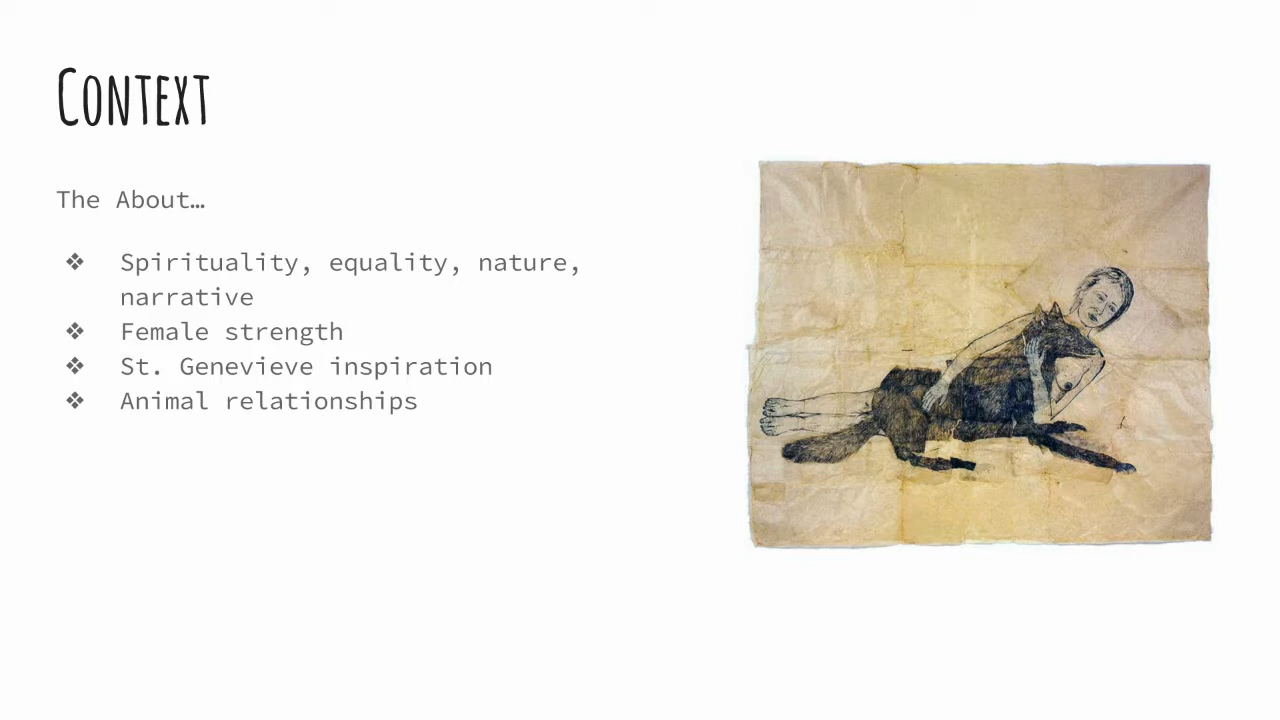 Context
The About…
❖ Spirituality, equality, nature,
narrative
❖ Female strength
❖ St. Genevieve inspiration
❖ Animal relationships